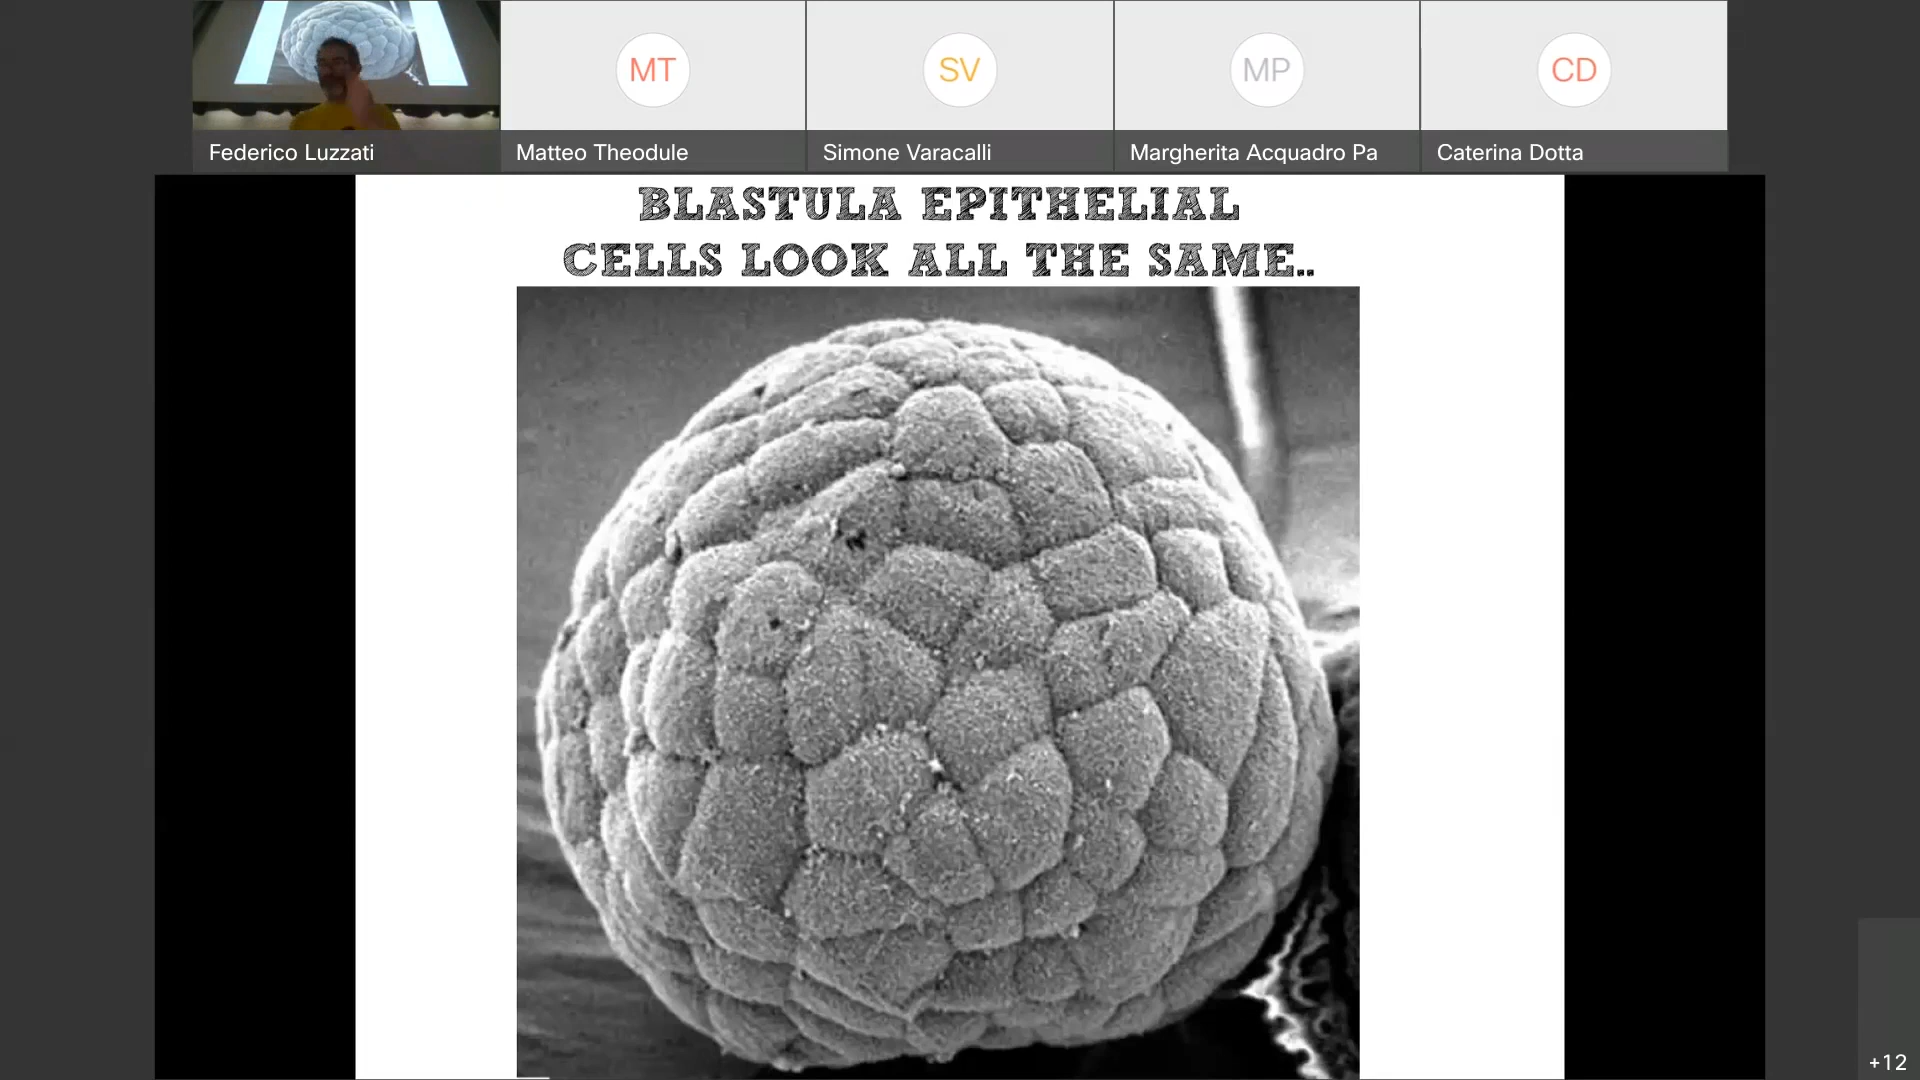 MT
SV
MP
CD
Federico Luzzati
Matteo Theodule
Simone Varacalli
Margherita Acquadro Pa
Caterina Dotta
BLASTULA EPITHELIAL
CELLS LOOK ALL THE SAME..
+12